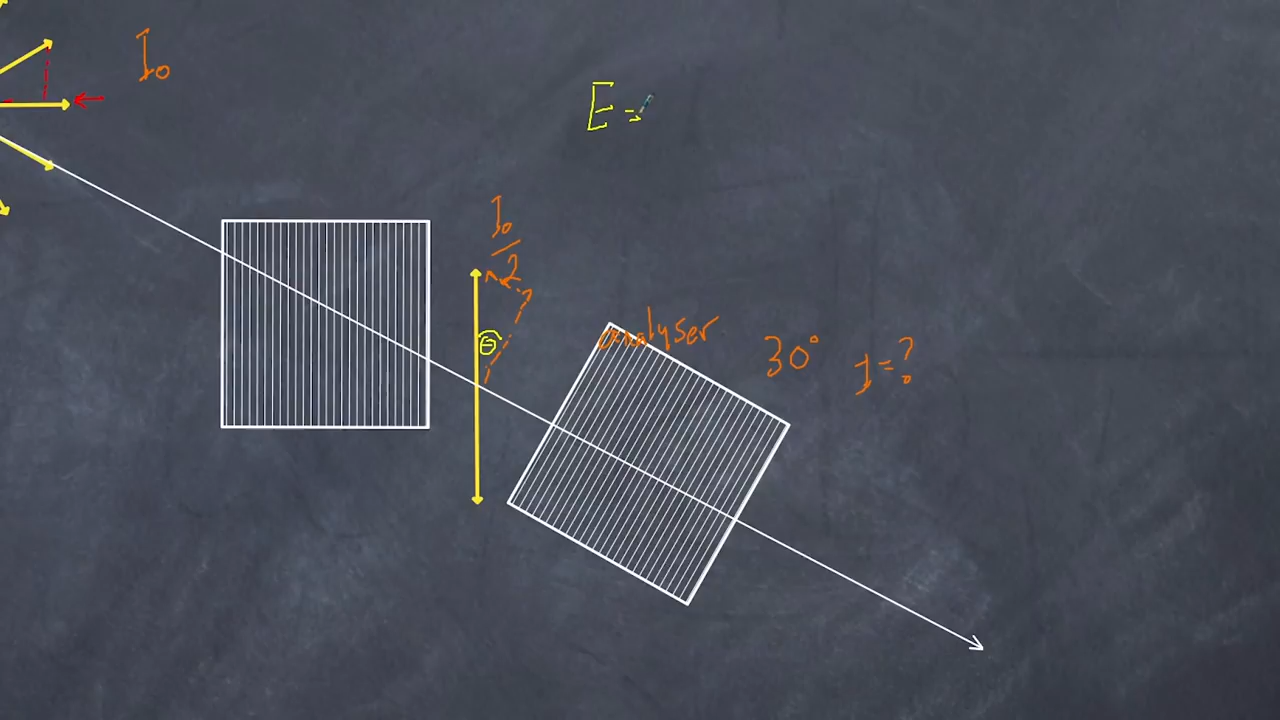 I₀
E =
I₀
2
θ
analyser
30° I=?